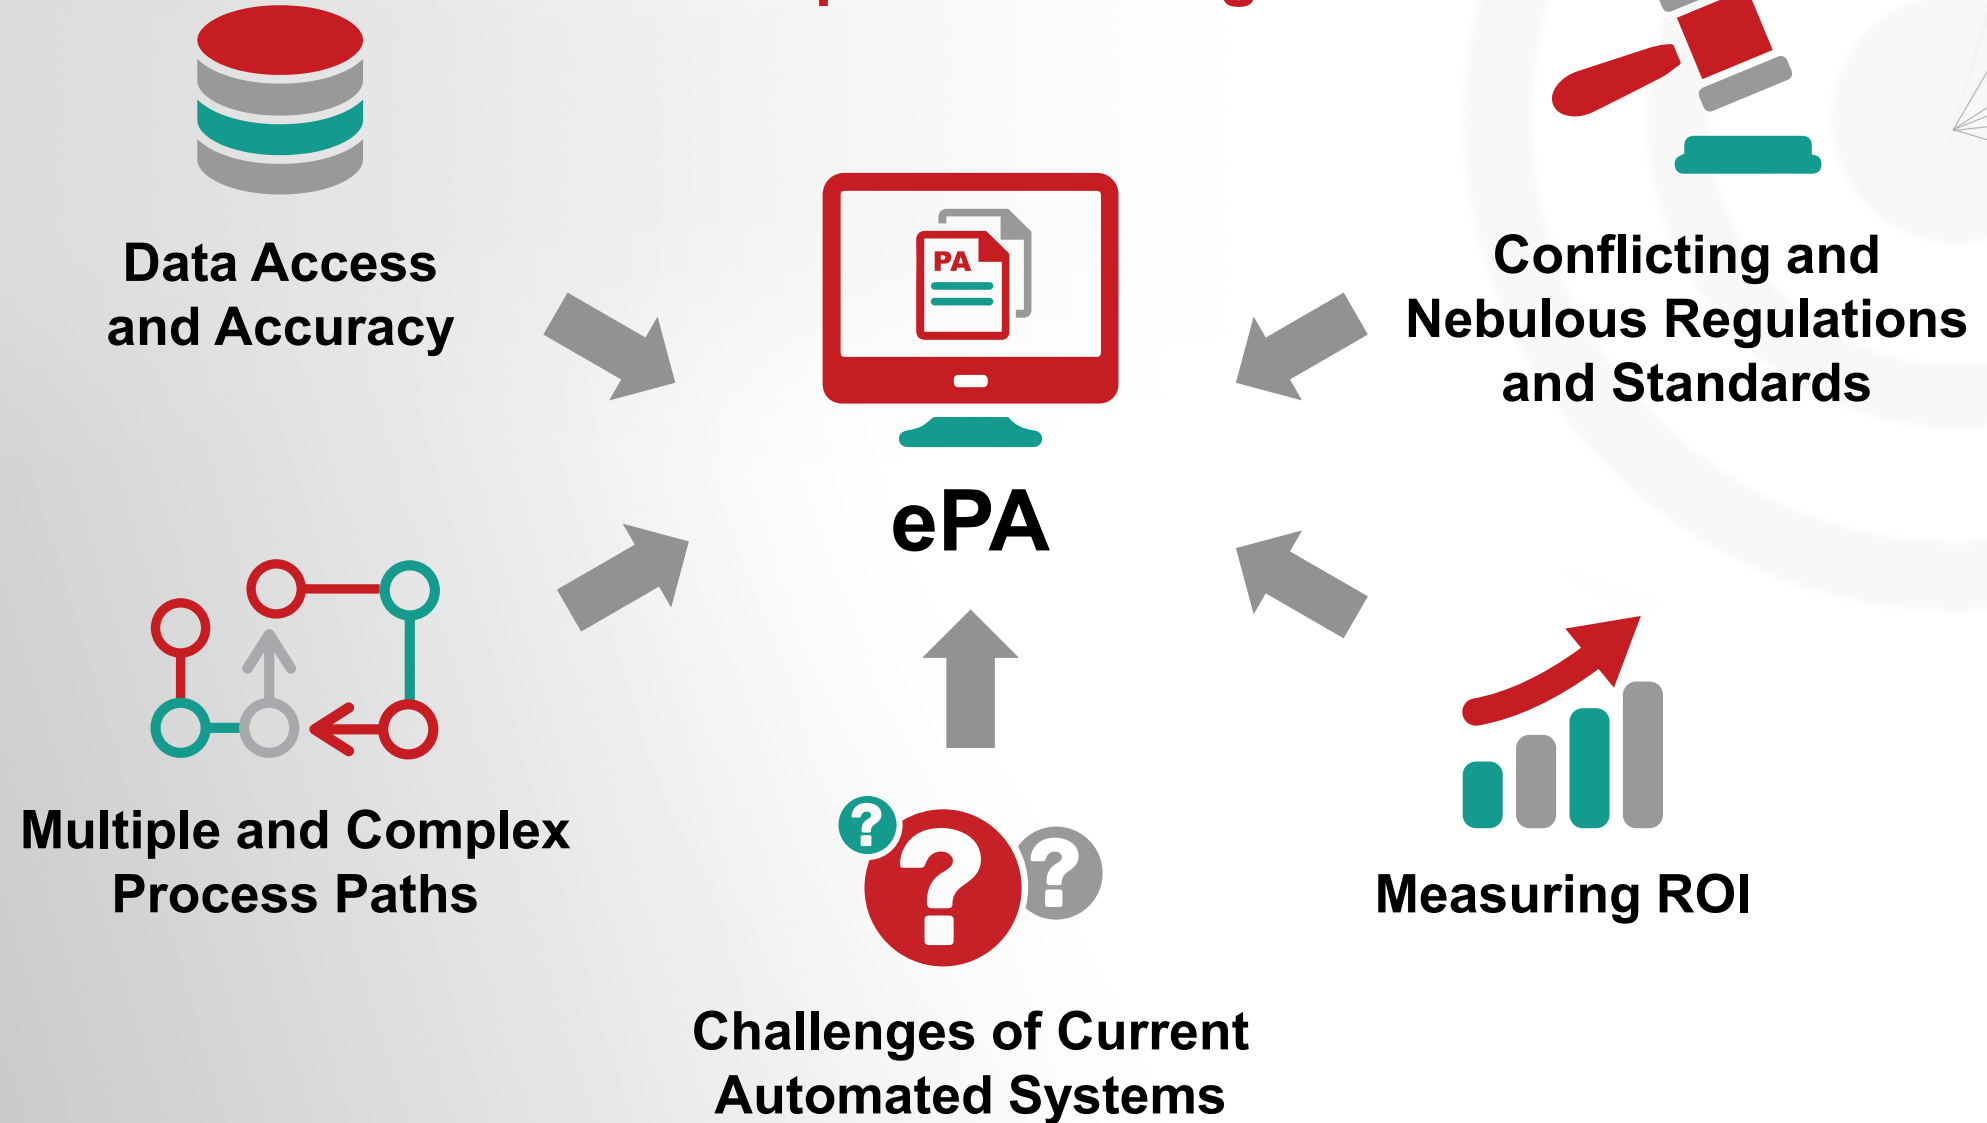 Data Access
and Accuracy
PA
ePA
Conflicting and
Nebulous Regulations
and Standards
Multiple and Complex
Process Paths
?
?
?
Challenges of Current
Automated Systems
Measuring ROI